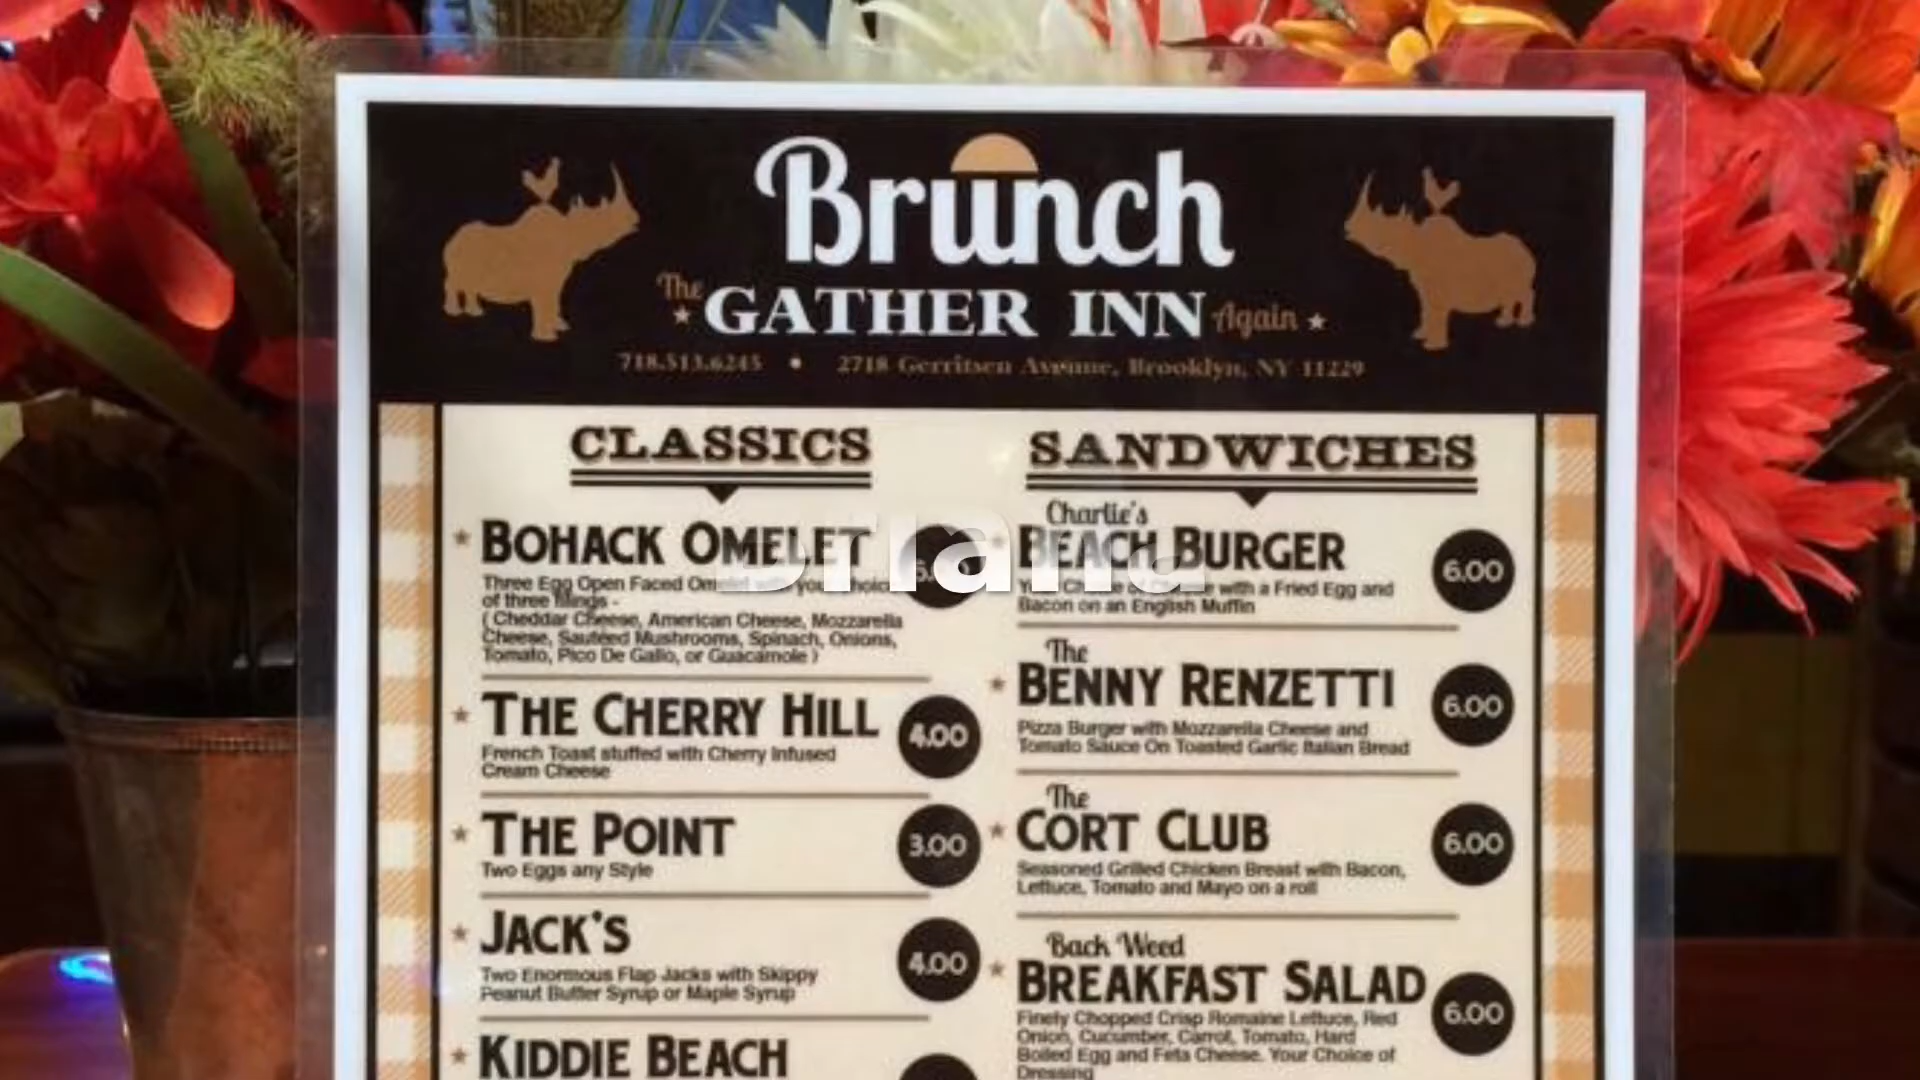 Brunch
The GATHER INN Again
718.513.6245 • 2718 Gerritsen Avenue, Brooklyn, NY 11229
CLASSICS
BOHACK OMELET
Three Egg Open Faced Omelet with your choice
of three fillings -
( Cheddar Cheese, American Cheese, Mozzarella
Cheese, Sautéed Mushrooms, Spinach, Onions,
Tomato, Pico De Gallo, or Guacamole )
THE CHERRY HILL 4.00
French Toast stuffed with Cherry Infused
Cream Cheese
THE POINT 3.00
Two Eggs any Style
JACK'S 4.00
Two Enormous Flap Jacks with Skippy
Peanut Butter Syrup or Maple Syrup
KIDDIE BEACH
SANDWICHES
Charlie's
BEACH BURGER 6.00
with a Fried Egg and
Bacon on an English Muffin
The
BENNY RENZETTI 6.00
Pizza Burger with Mozzarella Cheese and
Tomato Sauce On Toasted Garlic Italian Bread
The
CORT CLUB 6.00
Seasoned Grilled Chicken Breast with Bacon,
Lettuce, Tomato and Mayo on a roll
Back Weed
BREAKFAST SALAD 6.00
Finely Chopped Crisp Romaine Lettuce, Red
Onion, Cucumber, Carrot, Tomato, Hard
Boiled Egg and Feta Cheese. Your Choice of
Dressing